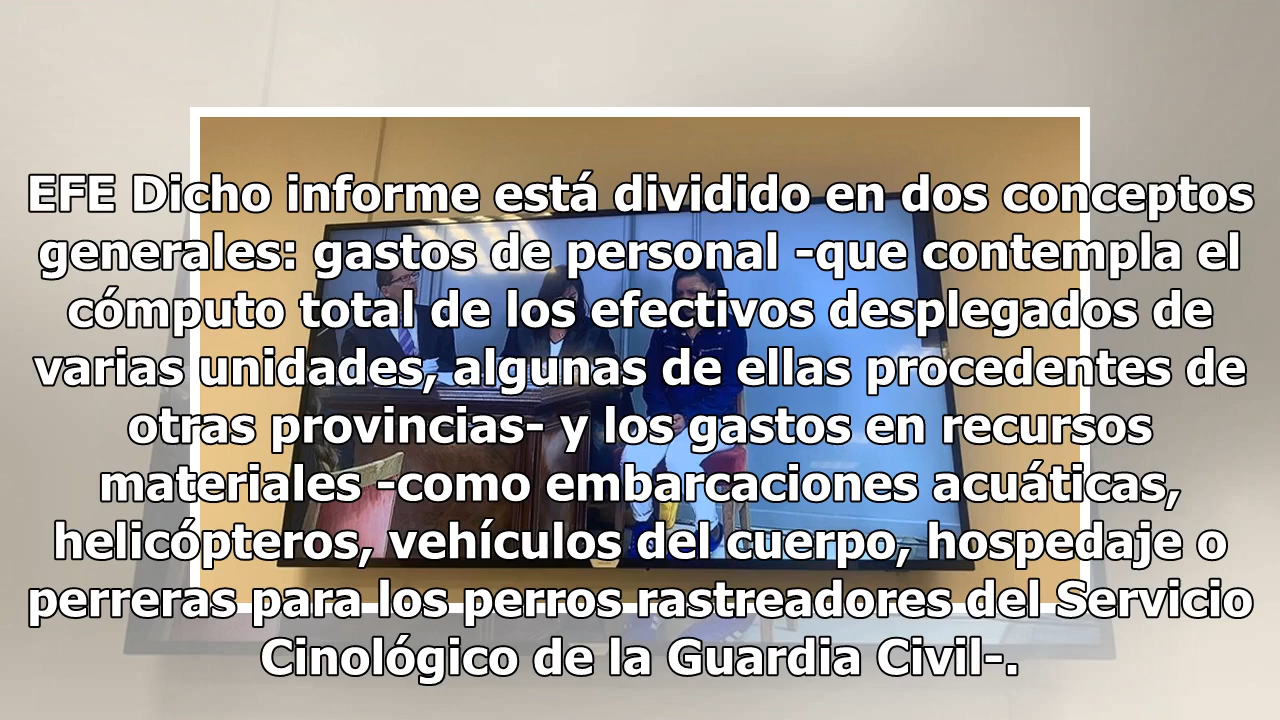 EFE Dicho informe está dividido en dos conceptos
generales: gastos de personal -que contempla el
cómputo total de los efectivos desplegados de
varias unidades, algunas de ellas procedentes de
otras provincias- y los gastos en recursos
materiales -como embarcaciones acuáticas,
helicópteros, vehículos del cuerpo, hospedaje o
perreras para los perros rastreadores del Servicio
Cinológico de la Guardia Civil-.